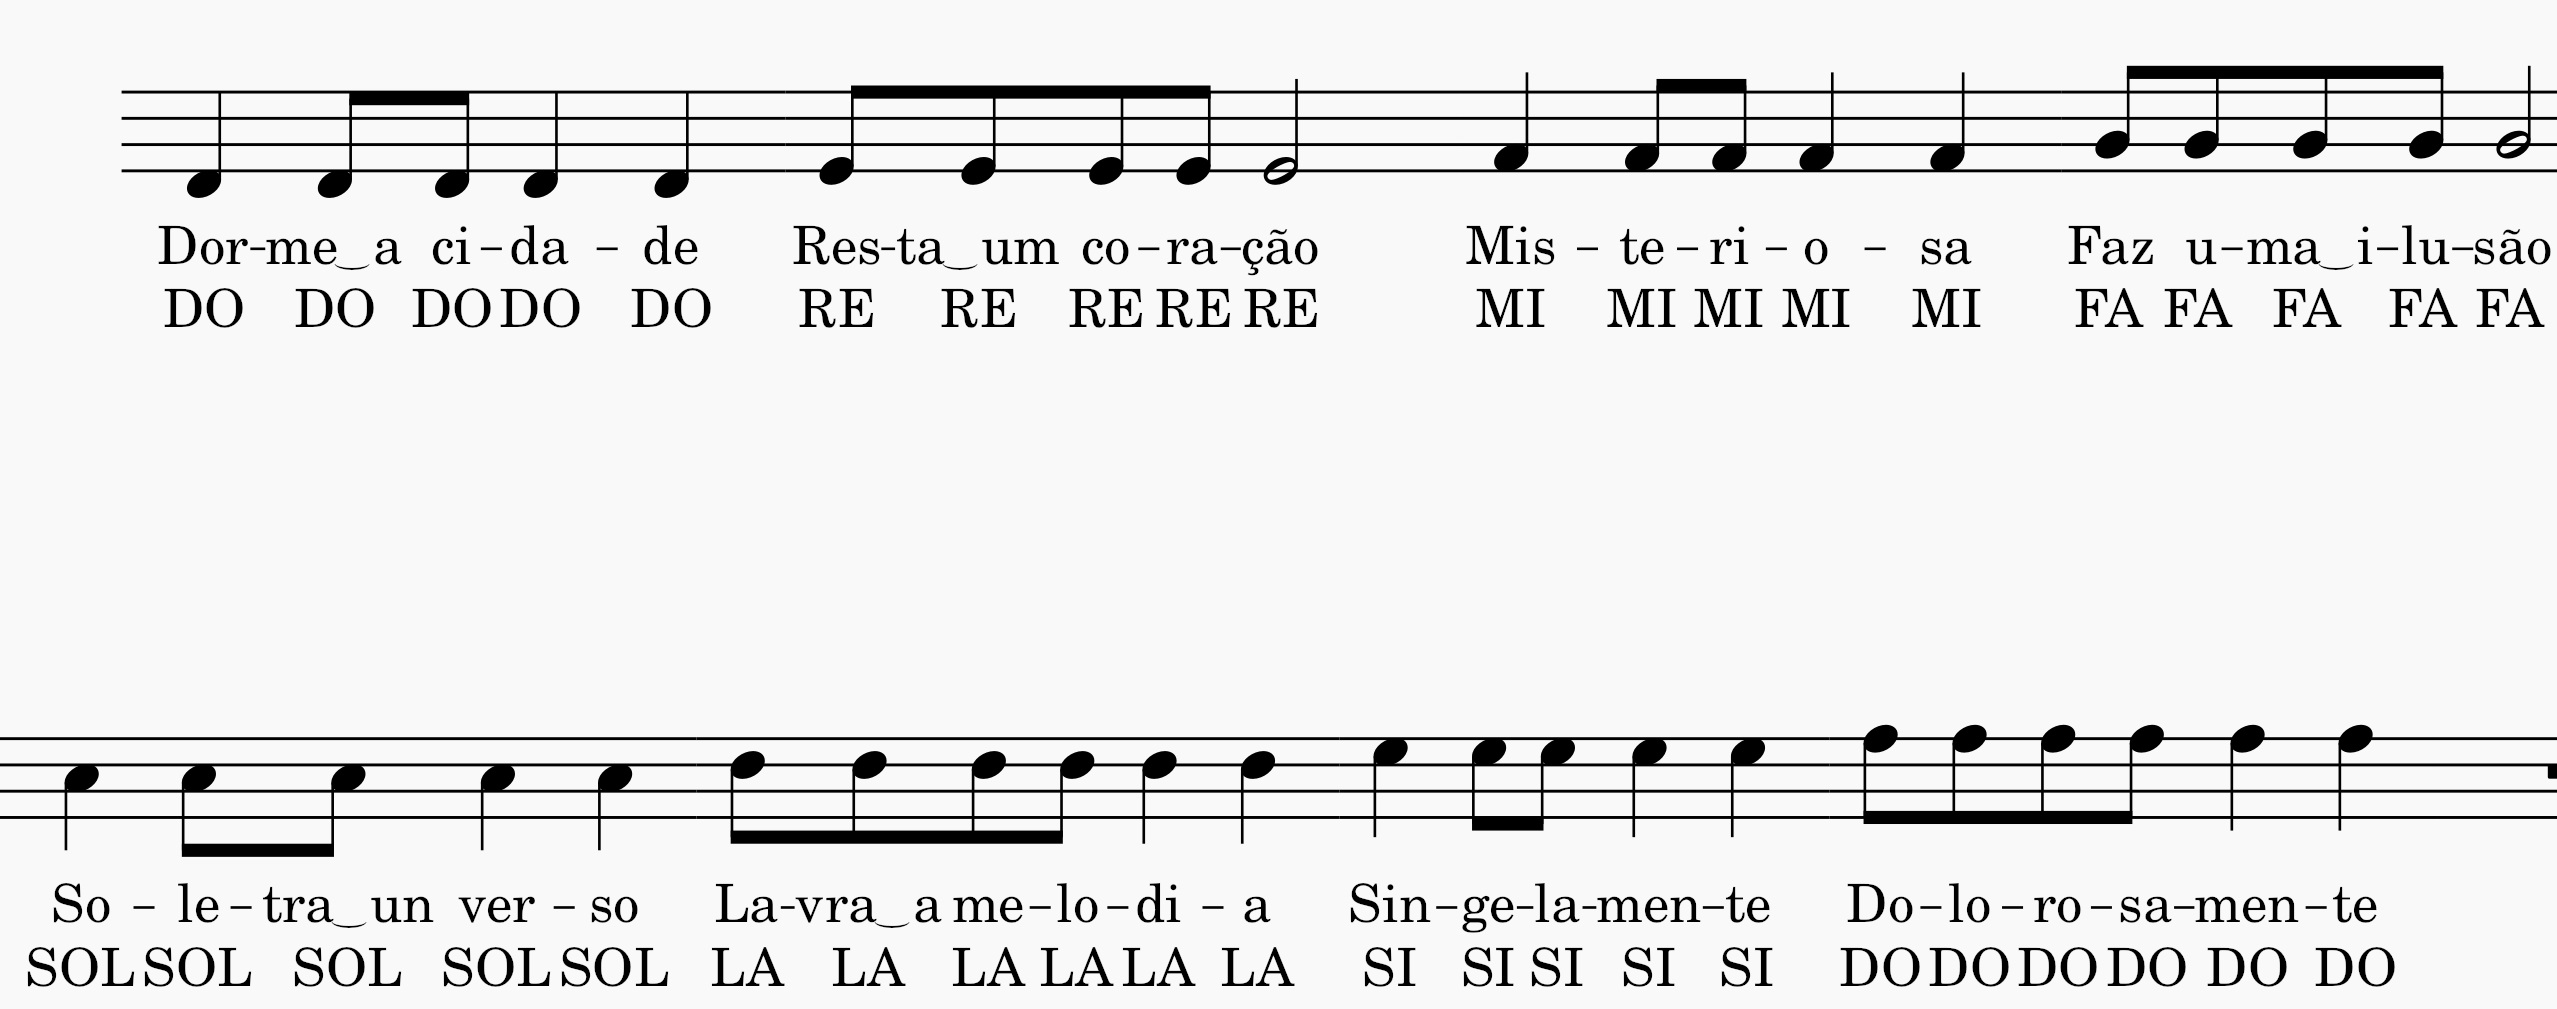 Dor-me‿a ci-da-de Res-ta‿um co-ra-ção Mis-te-ri-o-sa Faz u-ma‿i-lu-são
DO DO DO DO DO RE RE RE RE RE MI MI MI MI MI FA FA FA FA FA
So-le-tra‿un ver-so La-vra‿a me-lo-di-a Sin-ge-la-men-te Do-lo-ro-sa-men-te
SOL SOL SOL SOL SOL LA LA LA LA LA LA SI SI SI SI SI DO DO DO DO DO DO